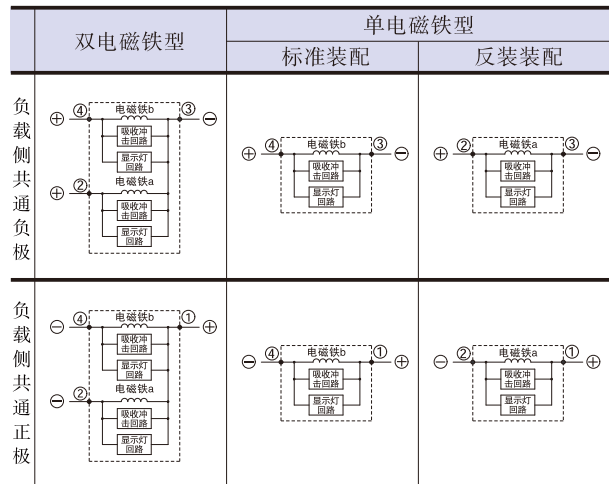 双电磁铁型
单电磁铁型
标准装配
反装装配
负载侧共通负极
④ 电磁铁b ③
⊕ ⊖
吸收冲
击回路
显示灯
回路
② 电磁铁a
⊕
吸收冲
击回路
显示灯
回路
④ 电磁铁b ③
⊕ ⊖
吸收冲
击回路
显示灯
回路
② 电磁铁a ③
⊕ ⊖
吸收冲
击回路
显示灯
回路
负载侧共通正极
④ 电磁铁b ①
⊖ ⊕
吸收冲
击回路
显示灯
回路
② 电磁铁a
⊖
吸收冲
击回路
显示灯
回路
④ 电磁铁b ①
⊖ ⊕
吸收冲
击回路
显示灯
回路
② 电磁铁a ①
⊖ ⊕
吸收冲
击回路
显示灯
回路